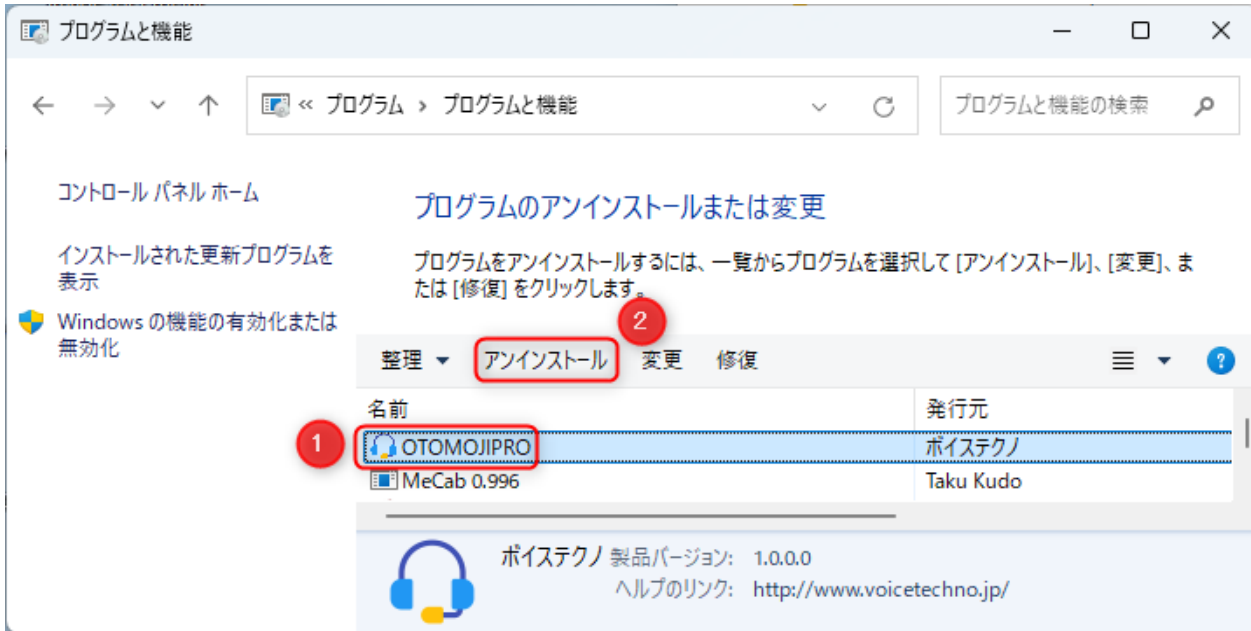 プログラムと機能
« プログラム › プログラムと機能
プログラムと機能の検索
コントロール パネル ホーム
インストールされた更新プログラムを
表示
Windows の機能の有効化または
無効化
プログラムのアンインストールまたは変更
プログラムをアンインストールするには、一覧からプログラムを選択して [アンインストール]、[変更]、ま
たは [修復] をクリックします。
2
整理 アンインストール 変更 修復 ?
名前 発行元
1
OTOMOJIPRO ボイステクノ
MeCab 0.996 Taku Kudo
ボイステクノ 製品バージョン: 1.0.0.0
ヘルプのリンク: http://www.voicetechno.jp/